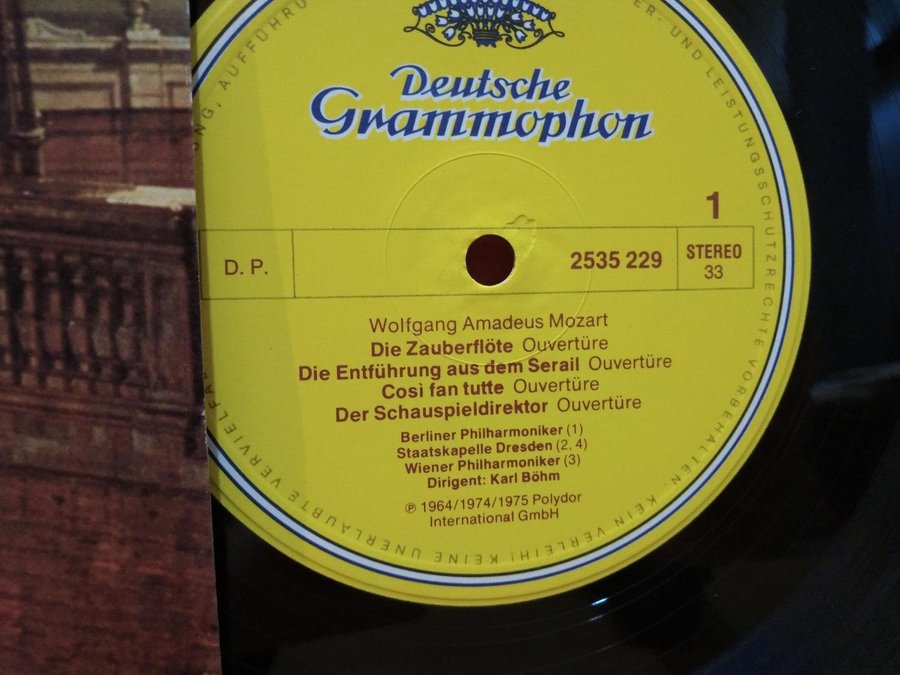 Deutsche
Grammophon
1
D. P.
2535 229
STEREO
33
Wolfgang Amadeus Mozart
Die Zauberflöte Ouvertüre
Die Entführung aus dem Serail Ouvertüre
Così fan tutte Ouvertüre
Der Schauspieldirektor Ouvertüre
Berliner Philharmoniker (1)
Staatskapelle Dresden (2, 4)
Wiener Philharmoniker (3)
Dirigent: Karl Böhm
℗ 1964/1974/1975 Polydor
International GmbH
UND LEISTUNGSSCHUTZRECHTE VORBEHALTEN. KEIN VERLEIH! KEINE UNERLAUBTE